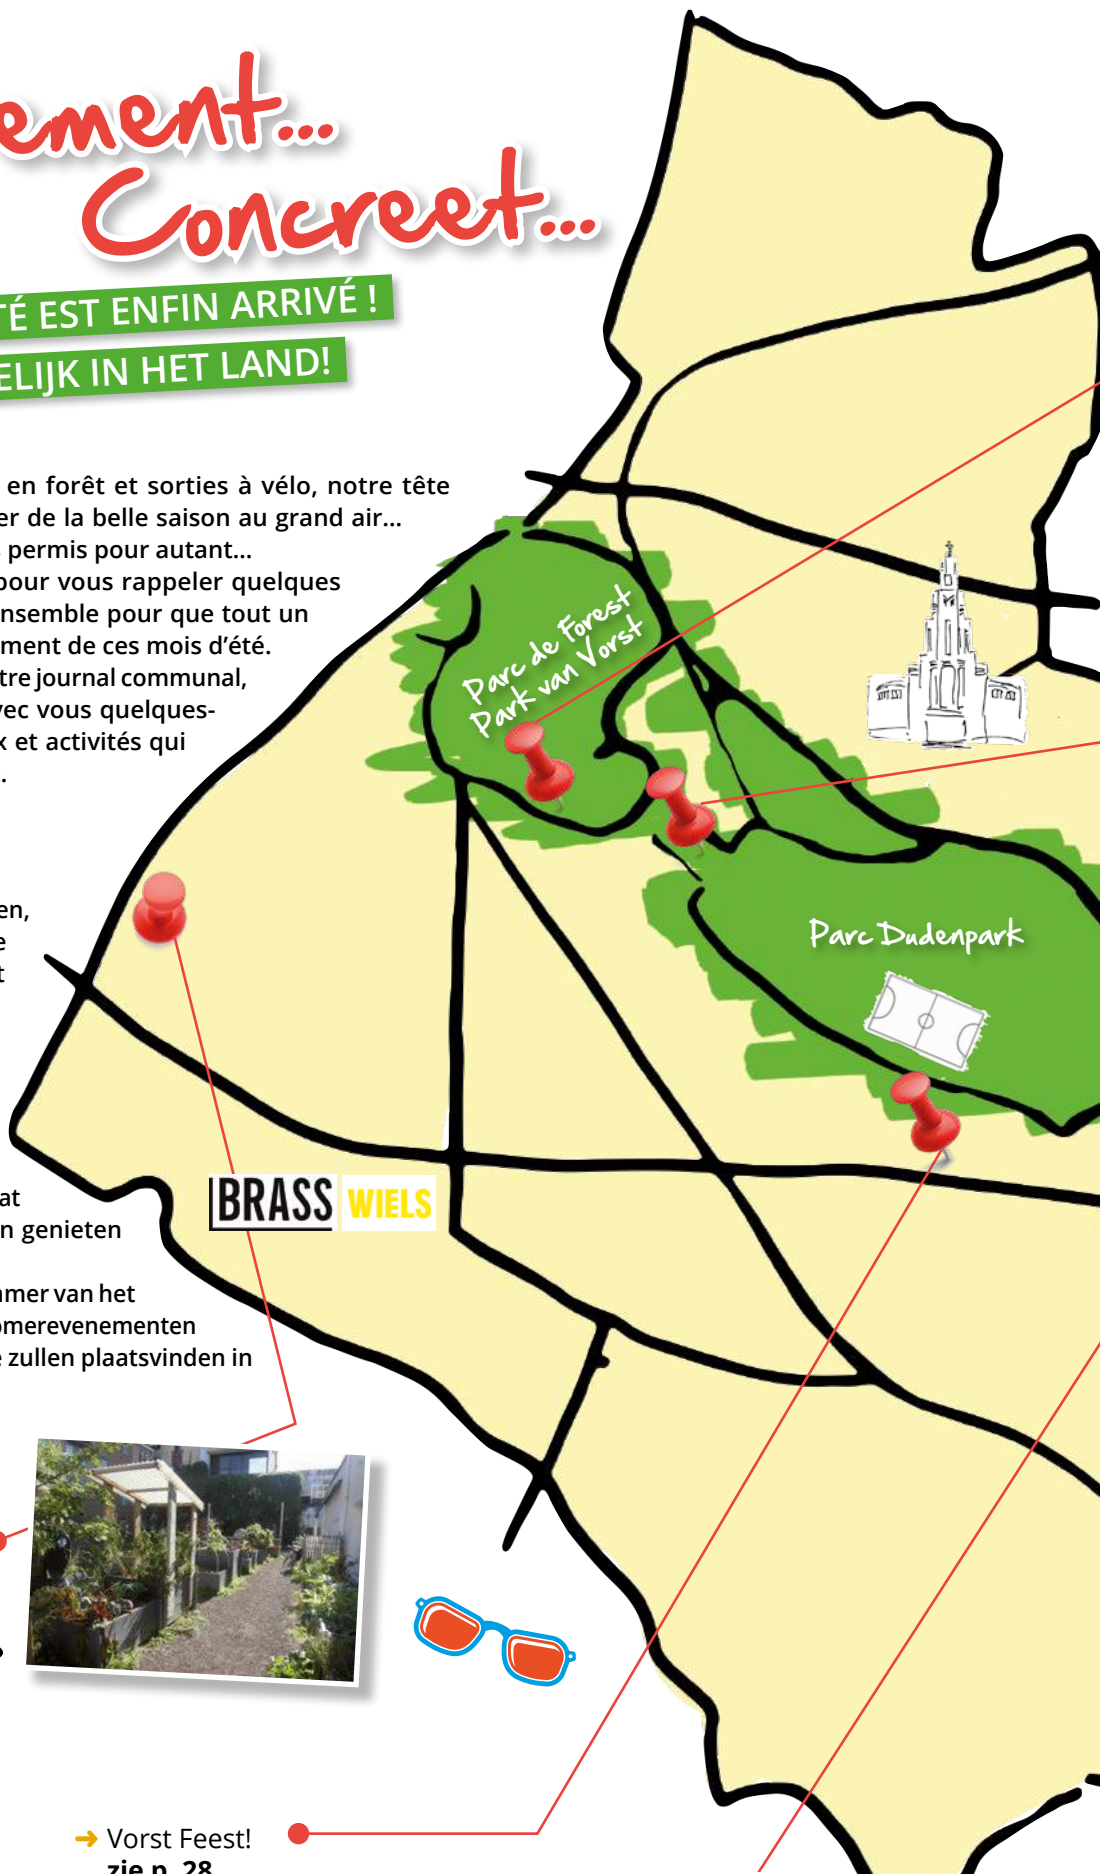 ement...
Concreet...
TÉ EST ENFIN ARRIVÉ !
ELIJK IN HET LAND!
en forêt et sorties à vélo, notre tête
er de la belle saison au grand air...
permis pour autant...
pour vous rappeler quelques
nsemble pour que tout un
ment de ces mois d'été.
tre journal communal,
vec vous quelques-
x et activités qui
.
en,
e
t
at
n genieten
mer van het
omerevenementen
e zullen plaatsvinden in
Parc de Forest
Park van Vorst
Parc Dudenpark
BRASS WIELS
➜ Vorst Feest!
zie p. 28